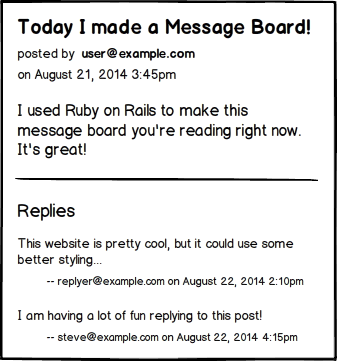 Today I made a Message Board!
posted by user@example.com
on August 21, 2014 3:45pm
I used Ruby on Rails to make this
message board you're reading right now.
It's great!
Replies
This website is pretty cool, but it could use some
better styling...
-- replyer@example.com on August 22, 2014 2:10pm
I am having a lot of fun replying to this post!
-- steve@example.com on August 22, 2014 4:15pm